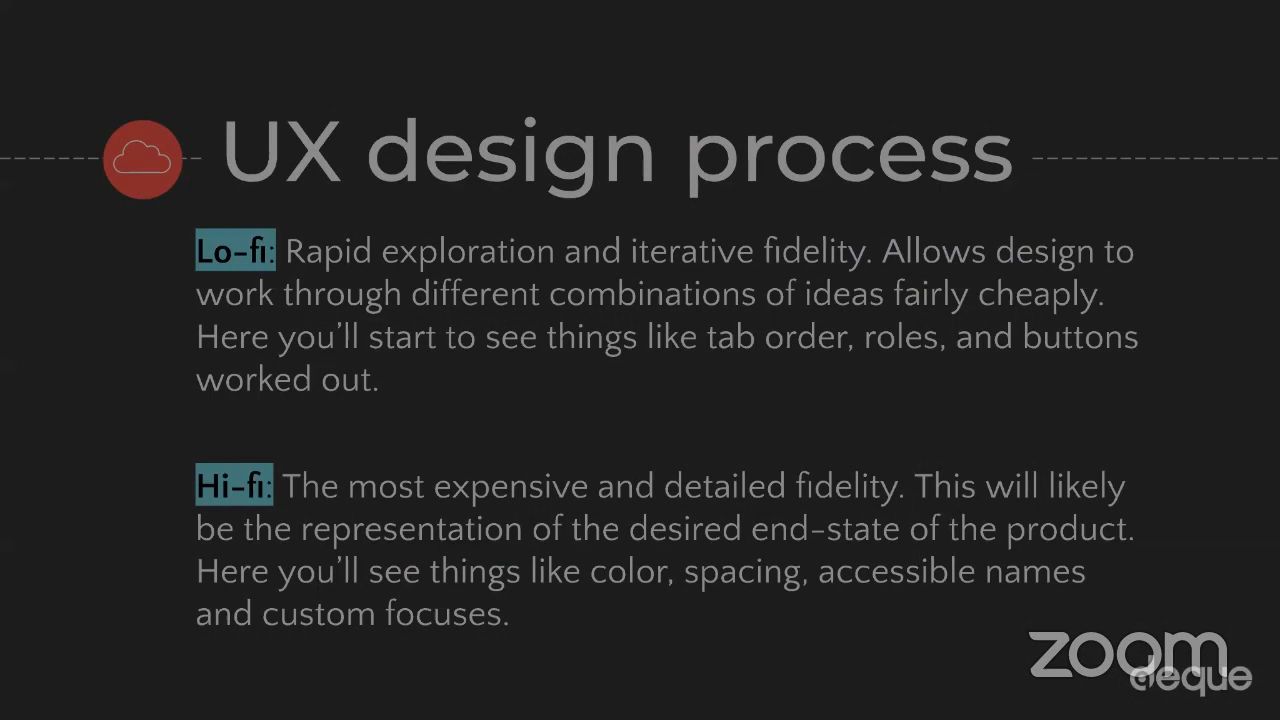 UX design process
Lo-fi: Rapid exploration and iterative fidelity. Allows design to
work through different combinations of ideas fairly cheaply.
Here you’ll start to see things like tab order, roles, and buttons
worked out.
Hi-fi: The most expensive and detailed fidelity. This will likely
be the representation of the desired end-state of the product.
Here you’ll see things like color, spacing, accessible names
and custom focuses.
zoom
deque